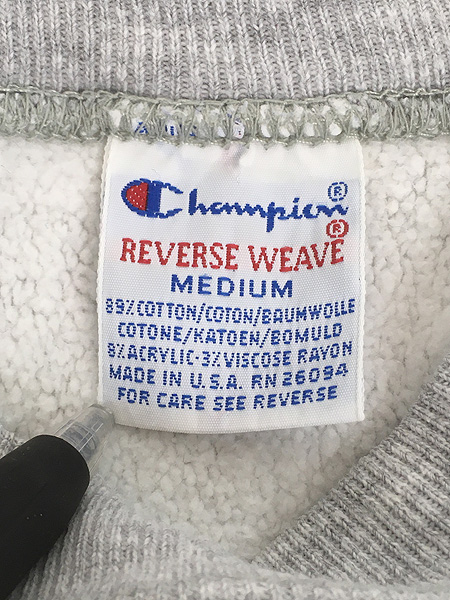 Champion®
REVERSE WEAVE®
MEDIUM
89% COTTON/COTON/BAUMWOLLE
COTONE/KATOEN/BOMULD
8% ACRYLIC-3% VISCOSE RAYON
MADE IN U.S.A. RN 26094
FOR CARE SEE REVERSE